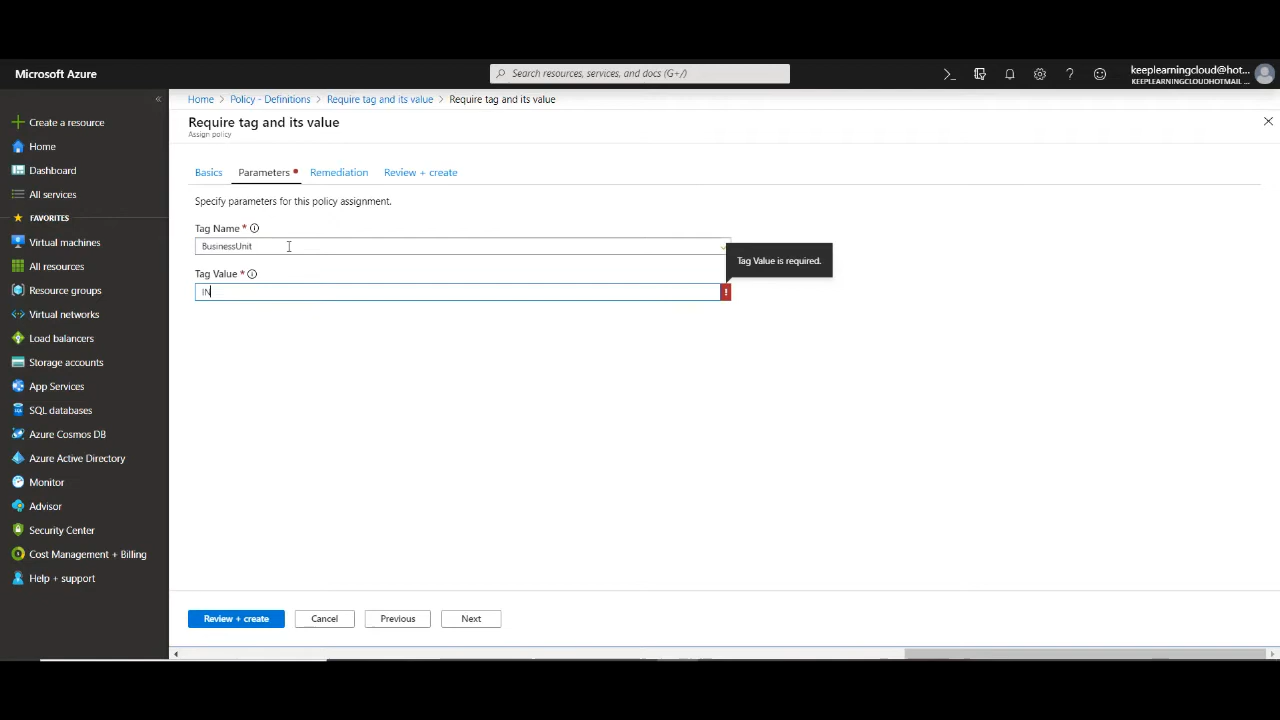 Microsoft Azure
Search resources, services, and docs (G+/)
keeplearningcloud@hot...
KEEPLEARNINGCLOUDHOTMAIL ...
Create a resource
Home
Dashboard
All services
FAVORITES
Virtual machines
All resources
Resource groups
Virtual networks
Load balancers
Storage accounts
App Services
SQL databases
Azure Cosmos DB
Azure Active Directory
Monitor
Advisor
Security Center
Cost Management + Billing
Help + support
Home > Policy - Definitions > Require tag and its value > Require tag and its value
Require tag and its value
Assign policy
Basics Parameters Remediation Review + create
Specify parameters for this policy assignment.
Tag Name *
BusinessUnit
Tag Value is required.
Tag Value *
IN
Review + create Cancel Previous Next